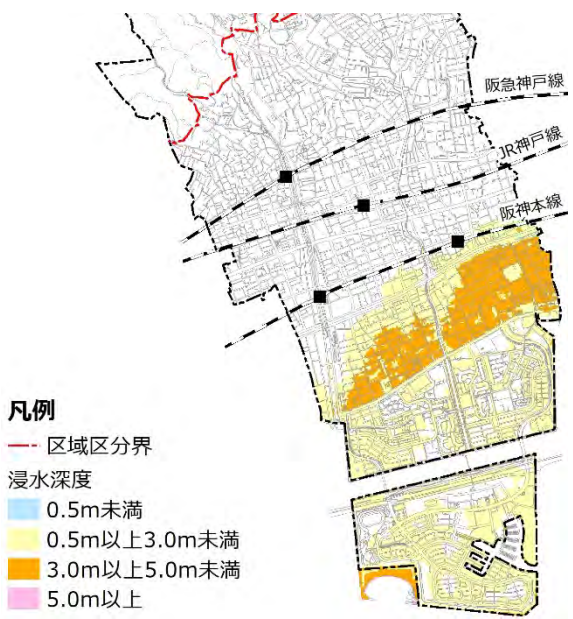 阪急神戸線
JR神戸線
阪神本線
凡例
区域区分界
浸水深度
0.5m未満
0.5m以上3.0m未満
3.0m以上5.0m未満
5.0m以上